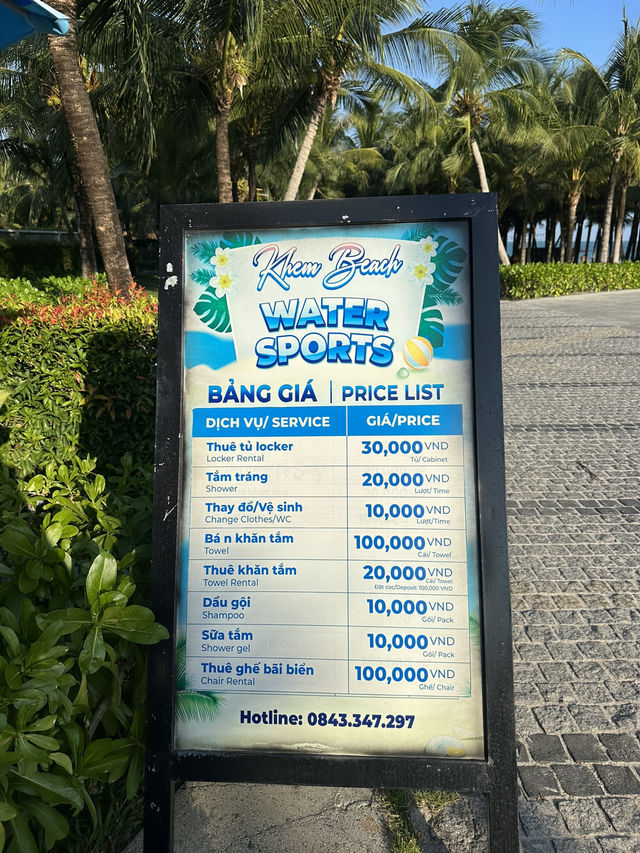 Khem Beach
WATER
SPORTS
BẢNG GIÁ | PRICE LIST
DỊCH VỤ/ SERVICE GIÁ/PRICE
Thuê tủ locker 30,000 VND
Locker Rental Tủ/ Cabinet
Tắm tráng 20,000 VND
Shower Lượt/ Time
Thay đồ/Vệ sinh 10,000 VND
Change Clothes/WC Lượt/Time
Bá n khăn tắm 100,000 VND
Towel Cái/ Towel
Thuê khăn tắm 20,000 VND
Towel Rental Cái/ Towel
Đặt cọc/Deposit: 100,000 VND
Dầu gội 10,000 VND
Shampoo Gói/ Pack
Sữa tắm 10,000 VND
Shower gel Gói/ Pack
Thuê ghế bãi biển 100,000 VND
Chair Rental Ghế/ Chair
Hotline: 0843.347.297